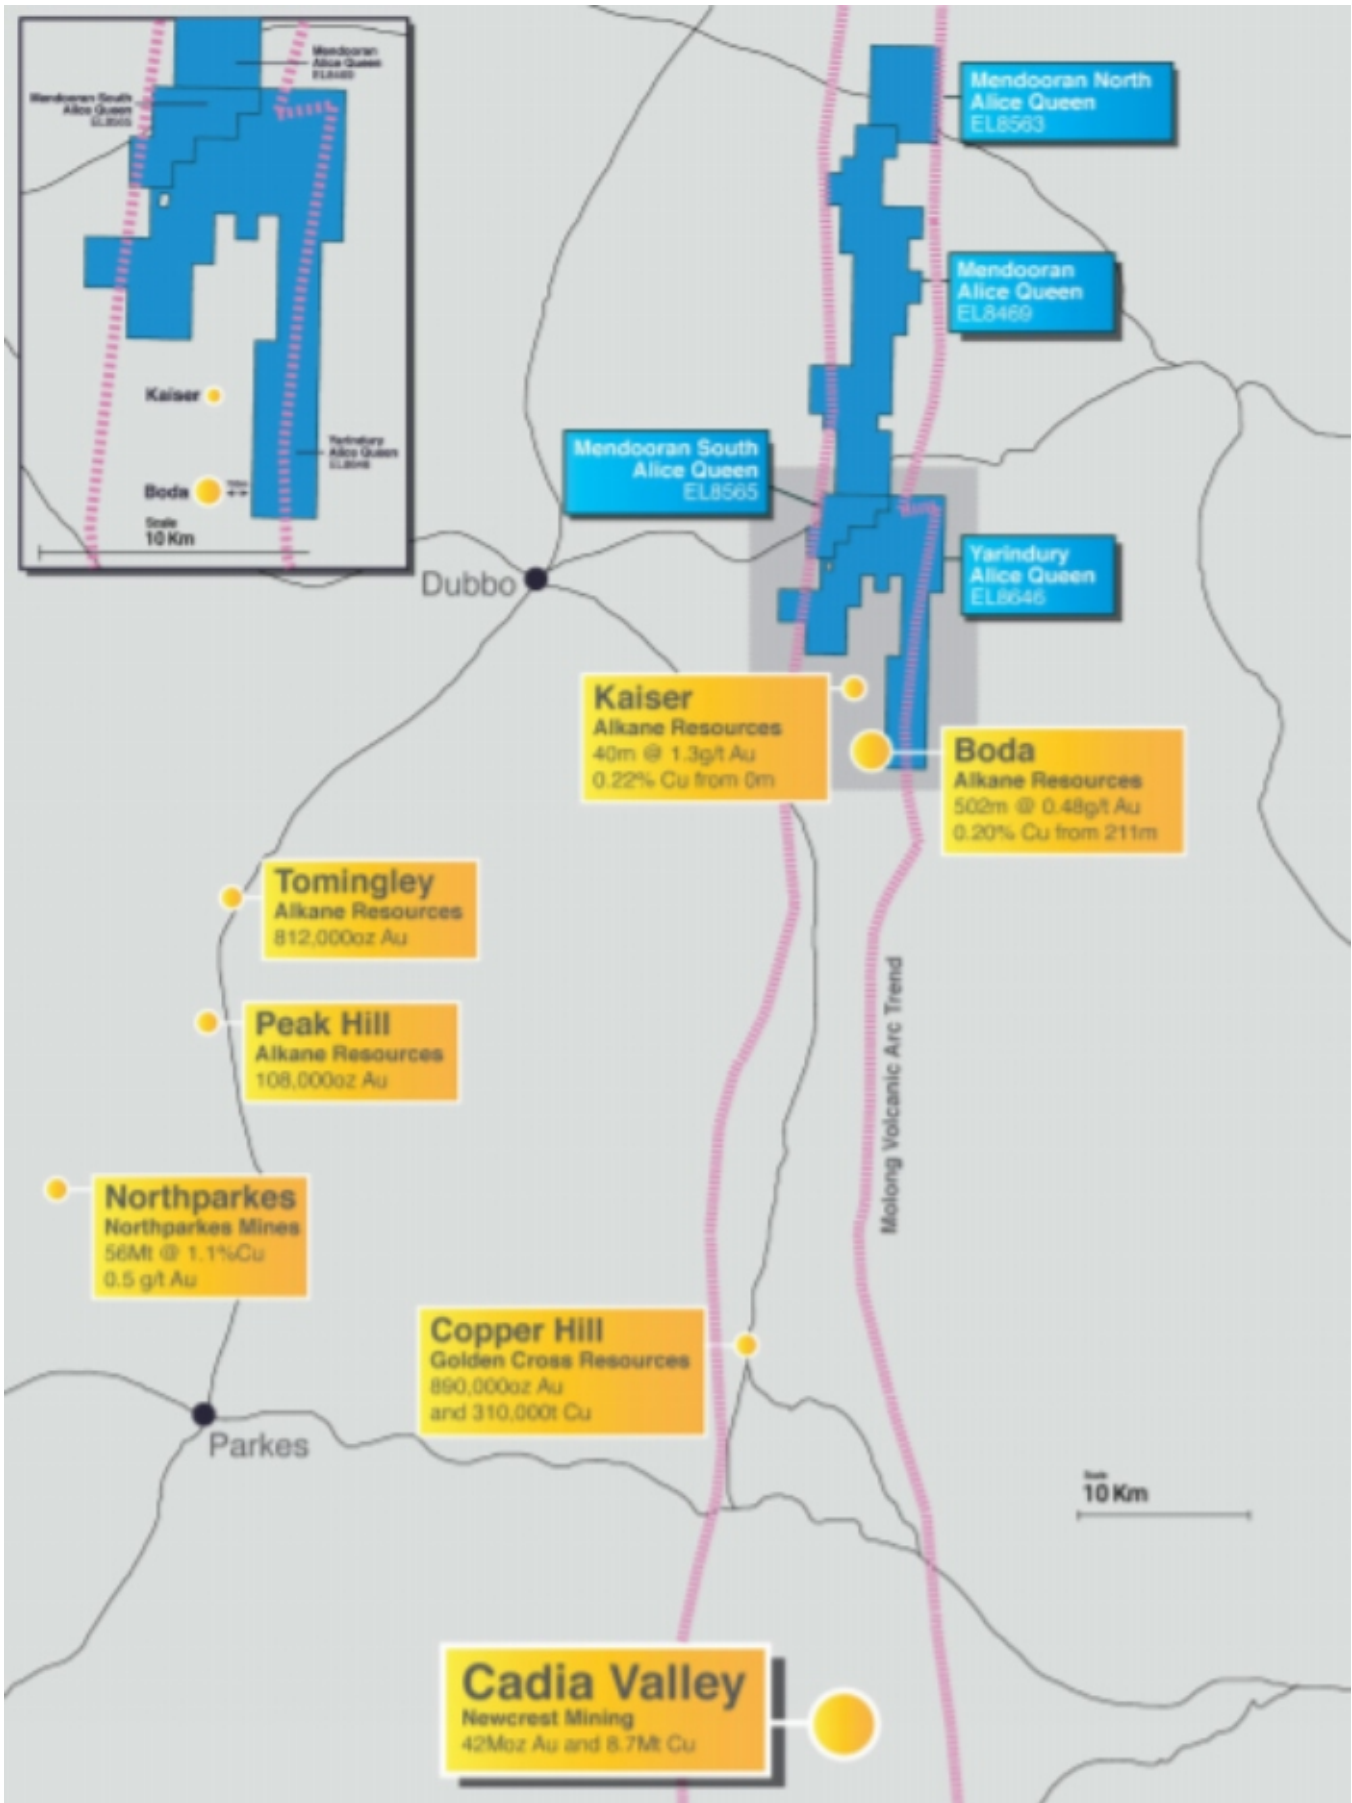 Mendooran
Alice Queen
EL8469
Mendooran South
Alice Queen
EL8565
Kaiser
Yarindury
Alice Queen
EL8646
Boda
Scale
10 Km
Mendooran North
Alice Queen
EL8563
Mendooran
Alice Queen
EL8469
Mendooran South
Alice Queen
EL8565
Yarindury
Alice Queen
EL8646
Dubbo
Kaiser
Alkane Resources
40m @ 1.3g/t Au
0.22% Cu from 0m
Boda
Alkane Resources
502m @ 0.48g/t Au
0.20% Cu from 211m
Tomingley
Alkane Resources
812,000oz Au
Peak Hill
Alkane Resources
108,000oz Au
Molong Volcanic Arc Trend
Northparkes
Northparkes Mines
56Mt @ 1.1%Cu
0.5 g/t Au
Copper Hill
Golden Cross Resources
890,000oz Au
and 310,000t Cu
Parkes
Scale
10 Km
Cadia Valley
Newcrest Mining
42Moz Au and 8.7Mt Cu